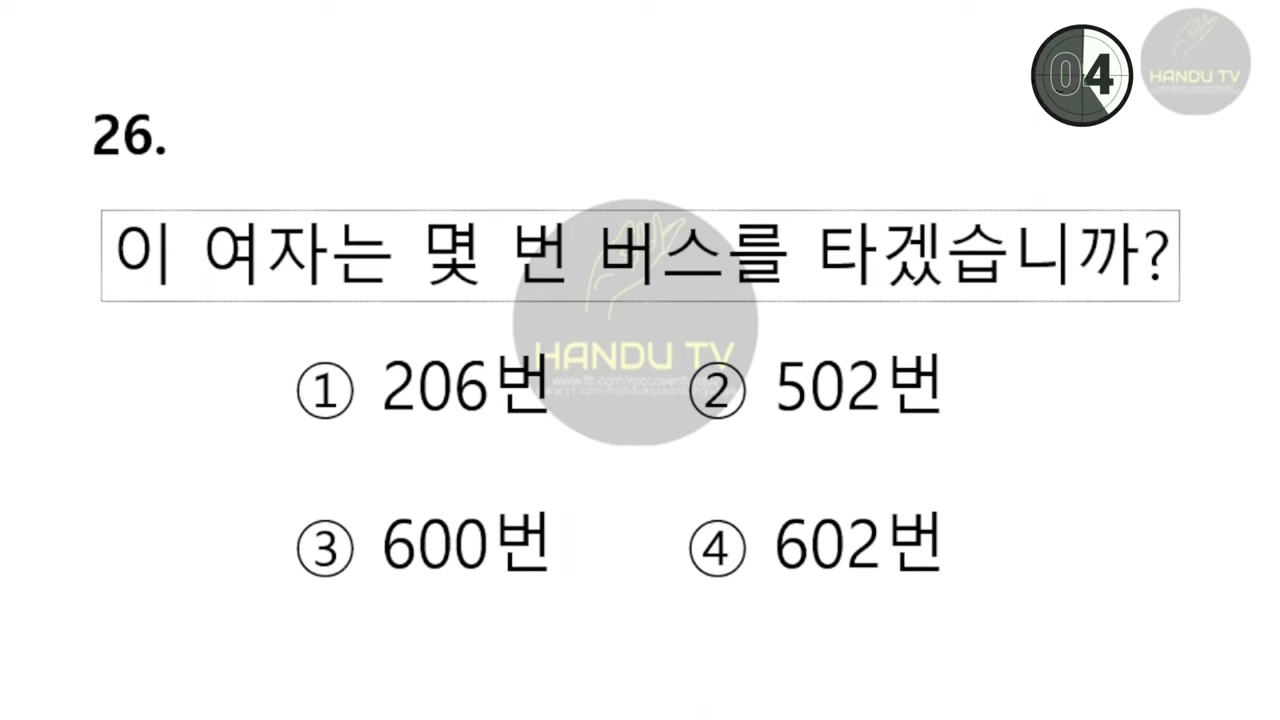 04
HANDU TV
26.
이 여자는 몇 번 버스를 타겠습니까?
HANDU TV
① 206번 ② 502번
③ 600번 ④ 602번